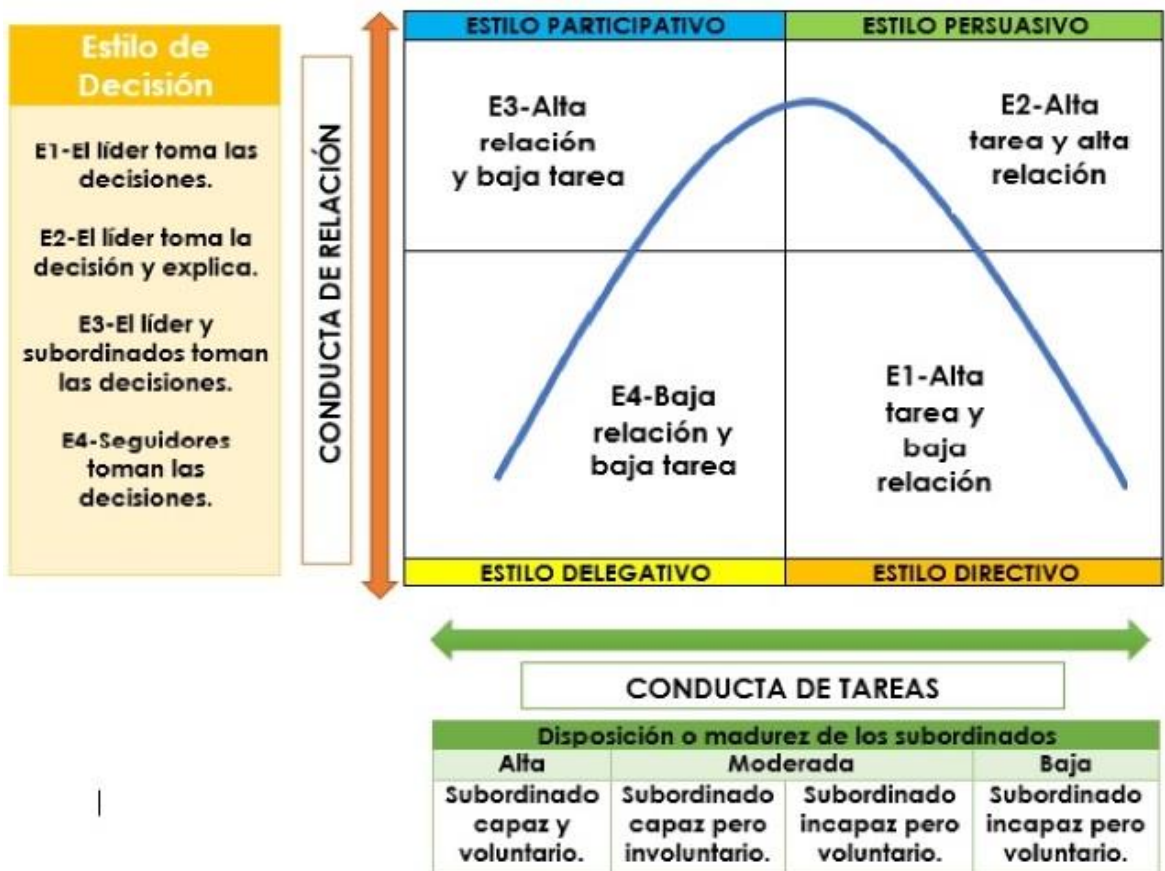 Estilo de
Decisión
E1-El líder toma las
decisiones.
E2-El líder toma la
decisión y explica.
E3-El líder y
subordinados toman
las decisiones.
E4-Seguidores
toman las
decisiones.
CONDUCTA DE RELACIÓN
ESTILO PARTICIPATIVO
ESTILO PERSUASIVO
E3-Alta
relación
y baja tarea
E2-Alta
tarea y alta
relación
E4-Baja
relación y
baja tarea
E1-Alta
tarea y
baja
relación
ESTILO DELEGATIVO
ESTILO DIRECTIVO
CONDUCTA DE TAREAS
Disposición o madurez de los subordinados
Alta
Moderada
Baja
Subordinado
capaz y
voluntario.
Subordinado
capaz pero
involuntario.
Subordinado
incapaz pero
voluntario.
Subordinado
incapaz pero
voluntario.